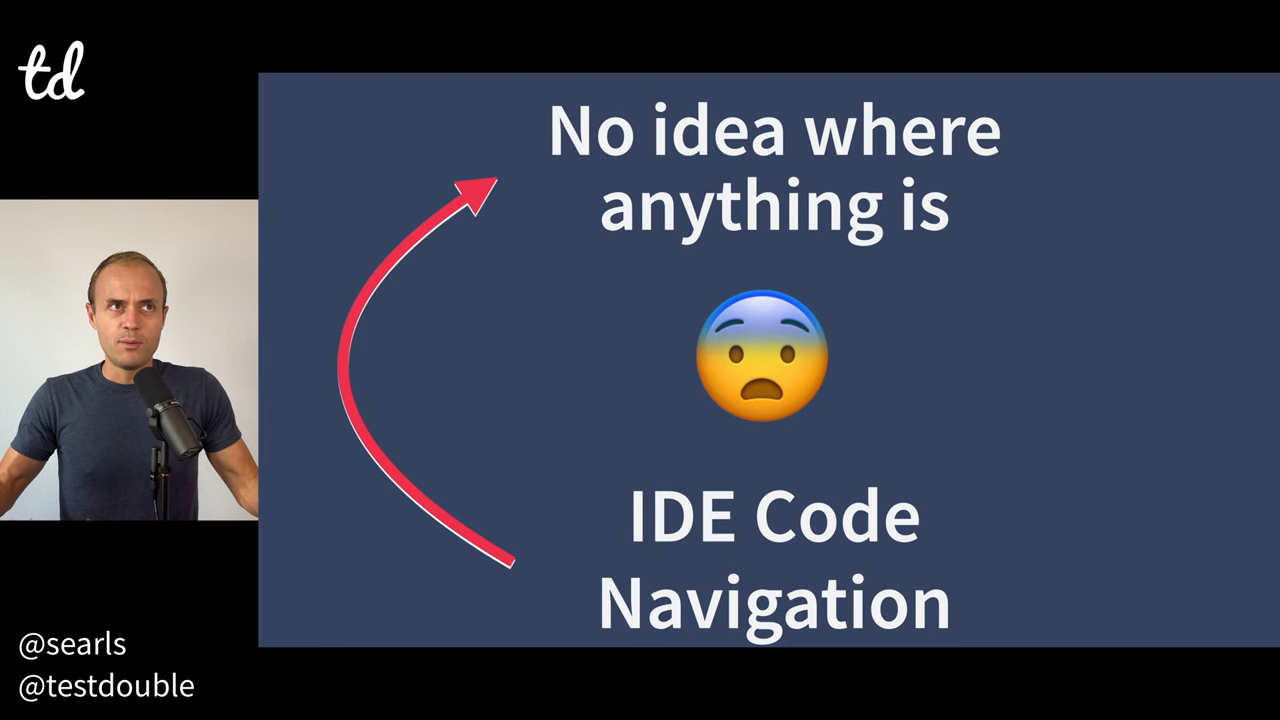 td
No idea where
anything is
IDE Code
Navigation
@searls
@testdouble